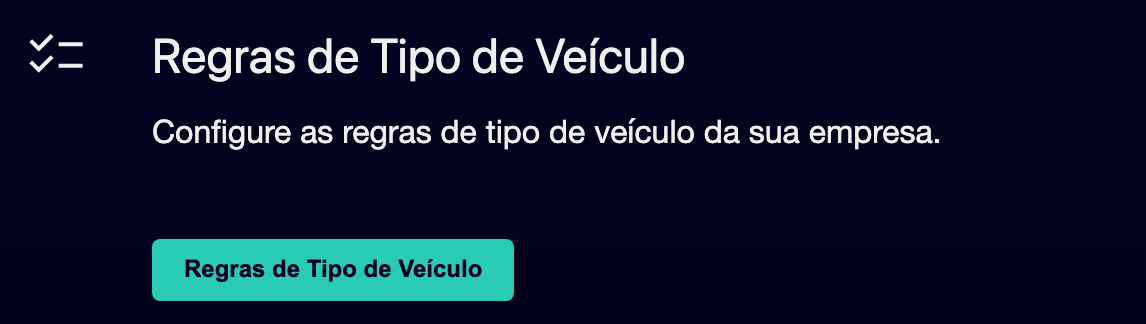 Regras de Tipo de Veículo
Configure as regras de tipo de veículo da sua empresa.
Regras de Tipo de Veículo